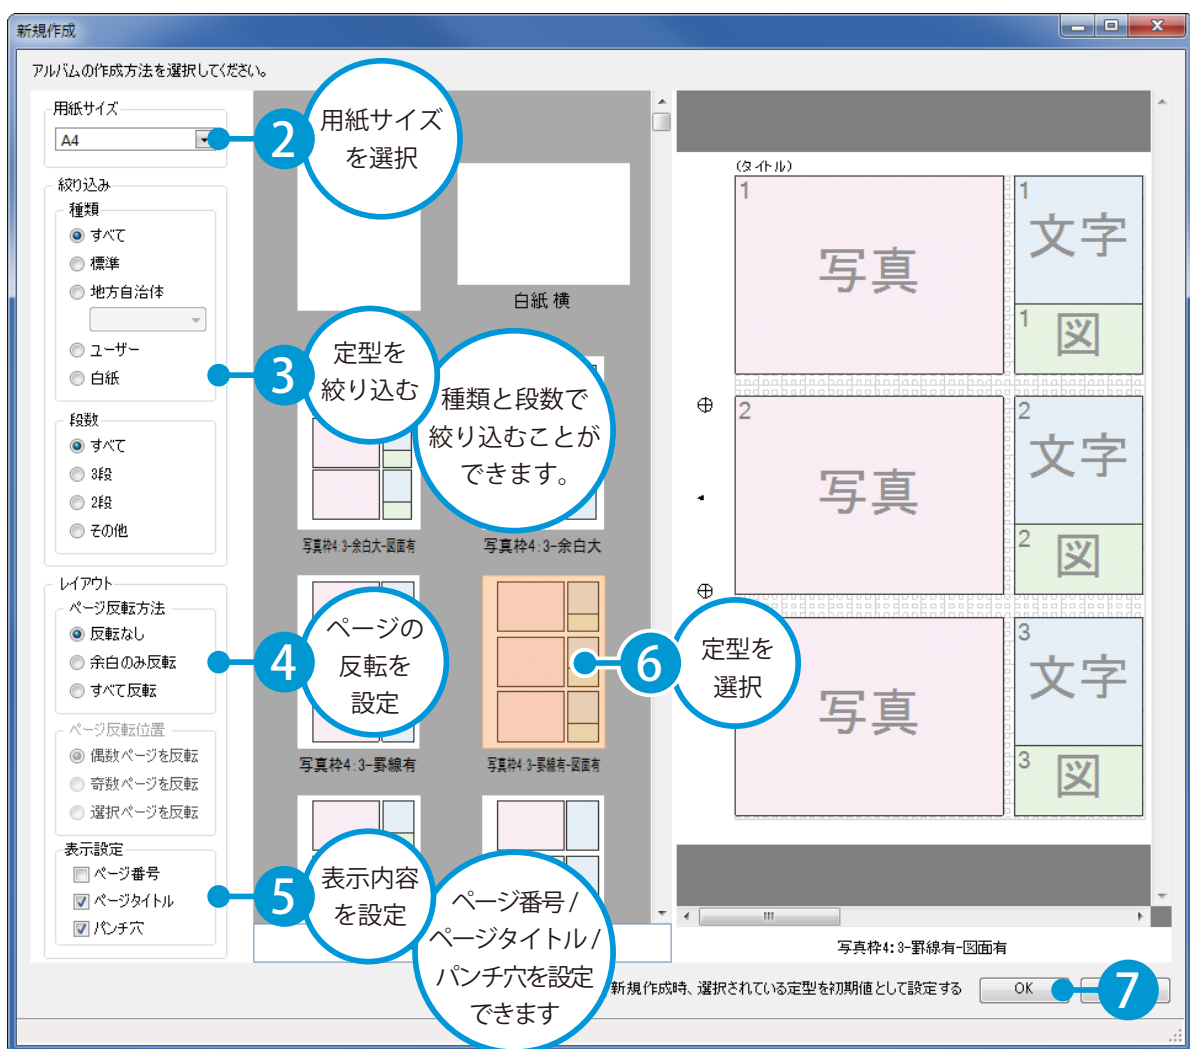 新規作成
アルバムの作成方法を選択してください。
用紙サイズ
A4
2
用紙サイズ
を選択
絞り込み
種類
すべて
標準
地方自治体
ユーザー
白紙
3
定型を
絞り込む
種類と段数で
絞り込むことが
できます。
段数
すべて
3段
2段
その他
レイアウト
ページ反転方法
反転なし
余白のみ反転
すべて反転
4
ページの
反転を
設定
ページ反転位置
偶数ページを反転
奇数ページを反転
選択ページを反転
表示設定
ページ番号
ページタイトル
パンチ穴
5
表示内容
を設定
ページ番号/
ページタイトル/
パンチ穴を設定
できます
白紙 横
写真枠4:3-余白大-図面有
写真枠4:3-余白大
写真枠4:3-罫線有
写真枠4:3-罫線有-図面有
6
定型を
選択
(タイトル)
1
写真
1
文字
1
図
2
写真
2
文字
2
図
写真
3
文字
3
図
写真枠4:3-罫線有-図面有
新規作成時、選択されている定型を初期値として設定する
OK
7